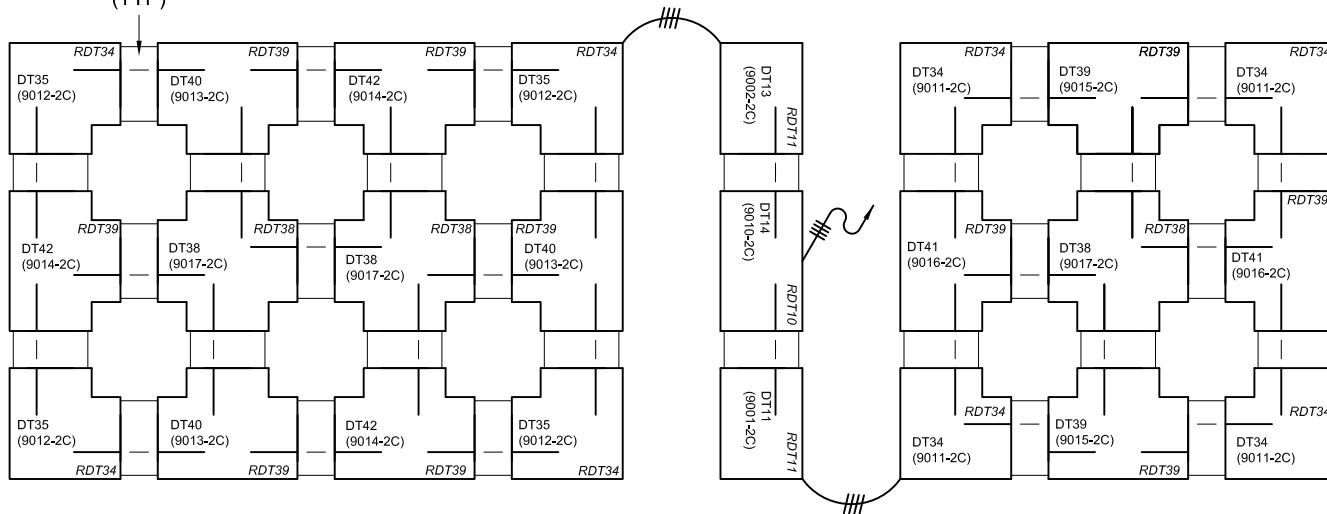 RDT34
DT35
(9012-2C)
RDT39
DT40
(9013-2C)
RDT39
DT42
(9014-2C)
RDT34
DT35
(9012-2C)
DT13
(9002-2C)
RDT11
RDT34
DT34
(9011-2C)
RDT39
DT39
(9015-2C)
RDT34
DT34
(9011-2C)
RDT39
DT42
(9014-2C)
RDT38
DT38
(9017-2C)
RDT38
DT38
(9017-2C)
RDT39
DT40
(9013-2C)
DT14
(9010-2C)
RDT10
RDT39
DT41
(9016-2C)
RDT38
DT38
(9017-2C)
RDT39
DT41
(9016-2C)
DT35
(9012-2C)
RDT34
DT40
(9013-2C)
RDT39
DT42
(9014-2C)
RDT39
DT35
(9012-2C)
RDT34
DT11
(9001-2C)
RDT11
RDT34
DT34
(9011-2C)
DT39
(9015-2C)
RDT39
RDT34
DT34
(9011-2C)